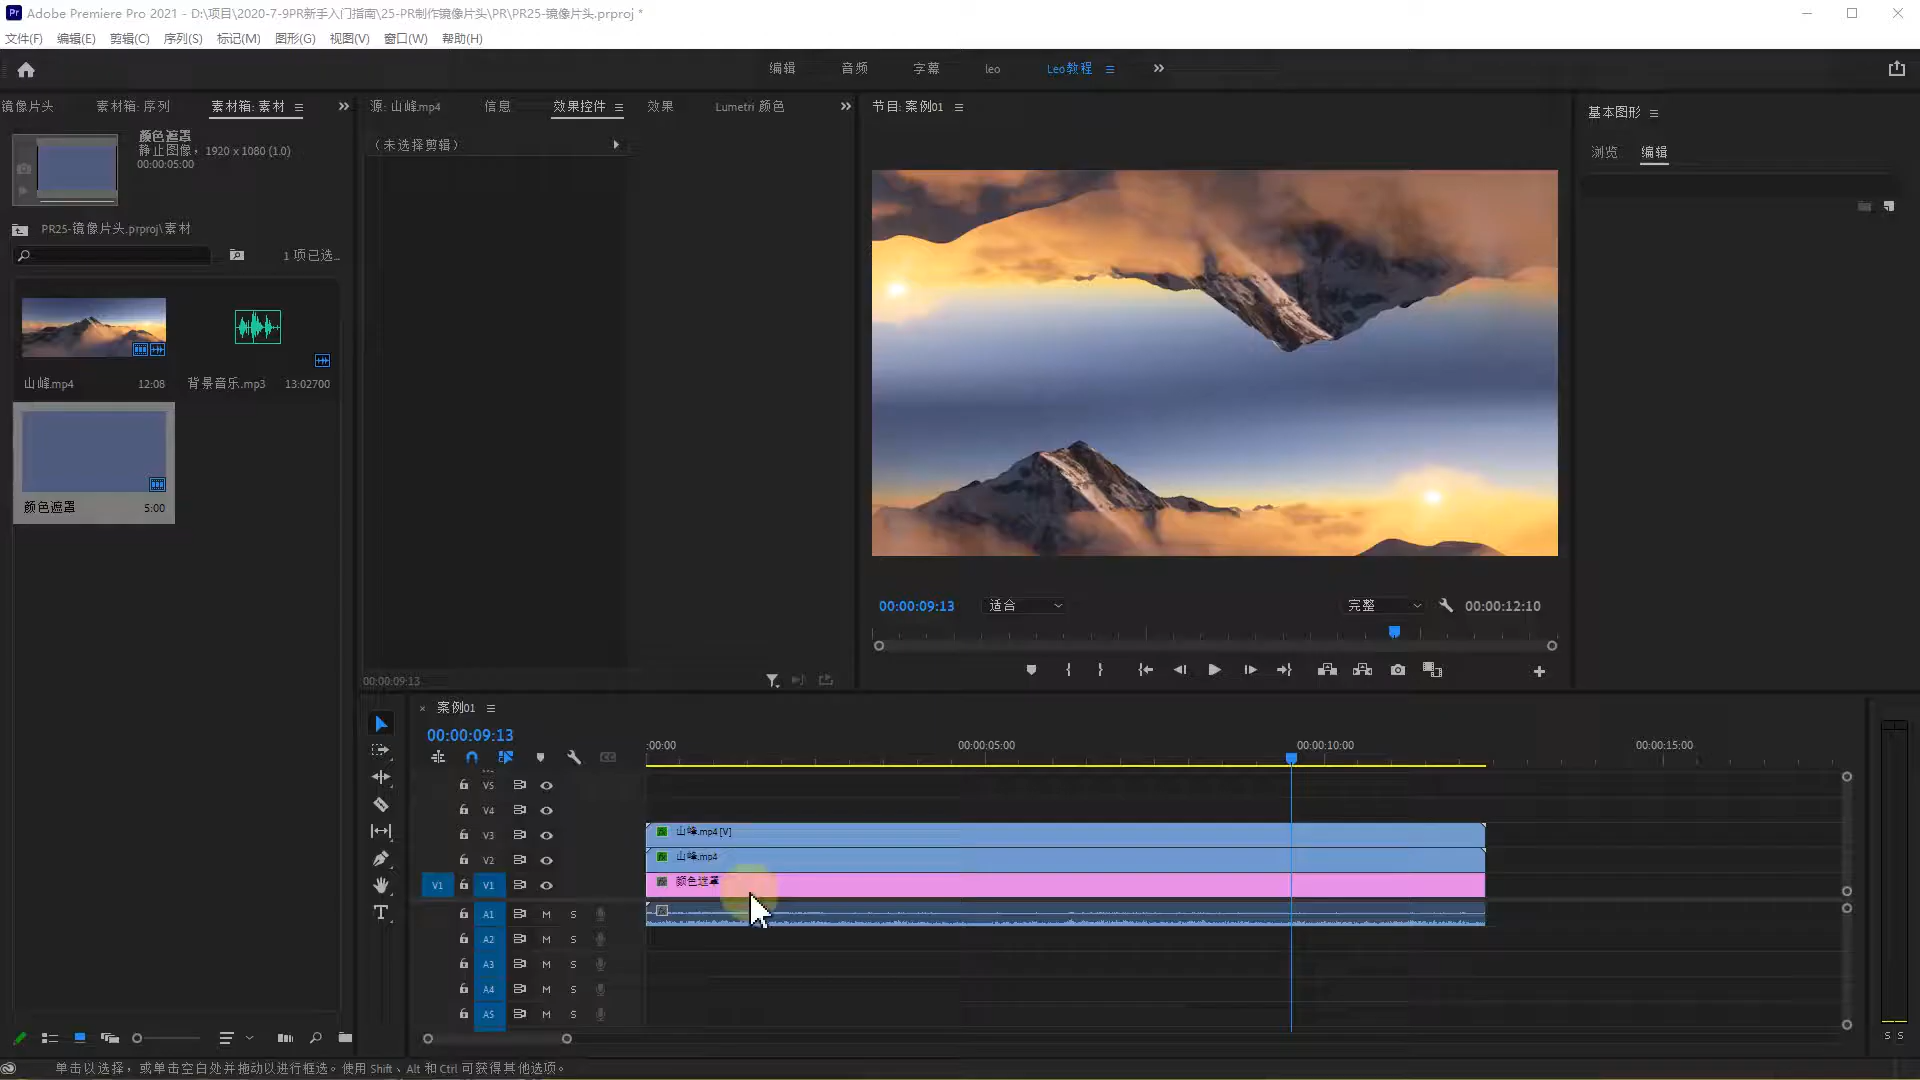 Adobe Premiere Pro 2021 - D:\项目\2020-7-9PR新手入门指南\25-PR制作镜像片头\PR\PR25-镜像片头.prproj *
文件(F) 编辑(E) 剪辑(C) 序列(S) 标记(M) 图形(G) 视图(V) 窗口(W) 帮助(H)
编辑 音频 字幕 leo Leo教程
镜像片头 素材箱: 序列 素材箱: 素材
源: 山峰.mp4 信息 效果控件 效果 Lumetri 颜色
节目: 案例01
基本图形
浏览 编辑
颜色遮罩
静止图像, 1920 x 1080 (1.0)
00:00:05:00
(未选择剪辑)
PR25-镜像片头.prproj\素材
1 项已选...
山峰.mp4 12:08
背景音乐.mp3 13:02700
颜色遮罩 5:00
00:00:09:13
00:00:09:13 适合 完整 00:00:12:10
案例01
00:00:09:13
:00:00 00:00:05:00 00:00:10:00 00:00:15:00
V5
V4
V3 山峰.mp4 [V]
V2 山峰.mp4
V1 V1 颜色遮罩
A1 M S
A2 M S
A3 M S
A4 M S
A5 M S
S S
单击以选择，或单击空白处并拖动以进行框选。使用 Shift、Alt 和 Ctrl 可获得其他选项。